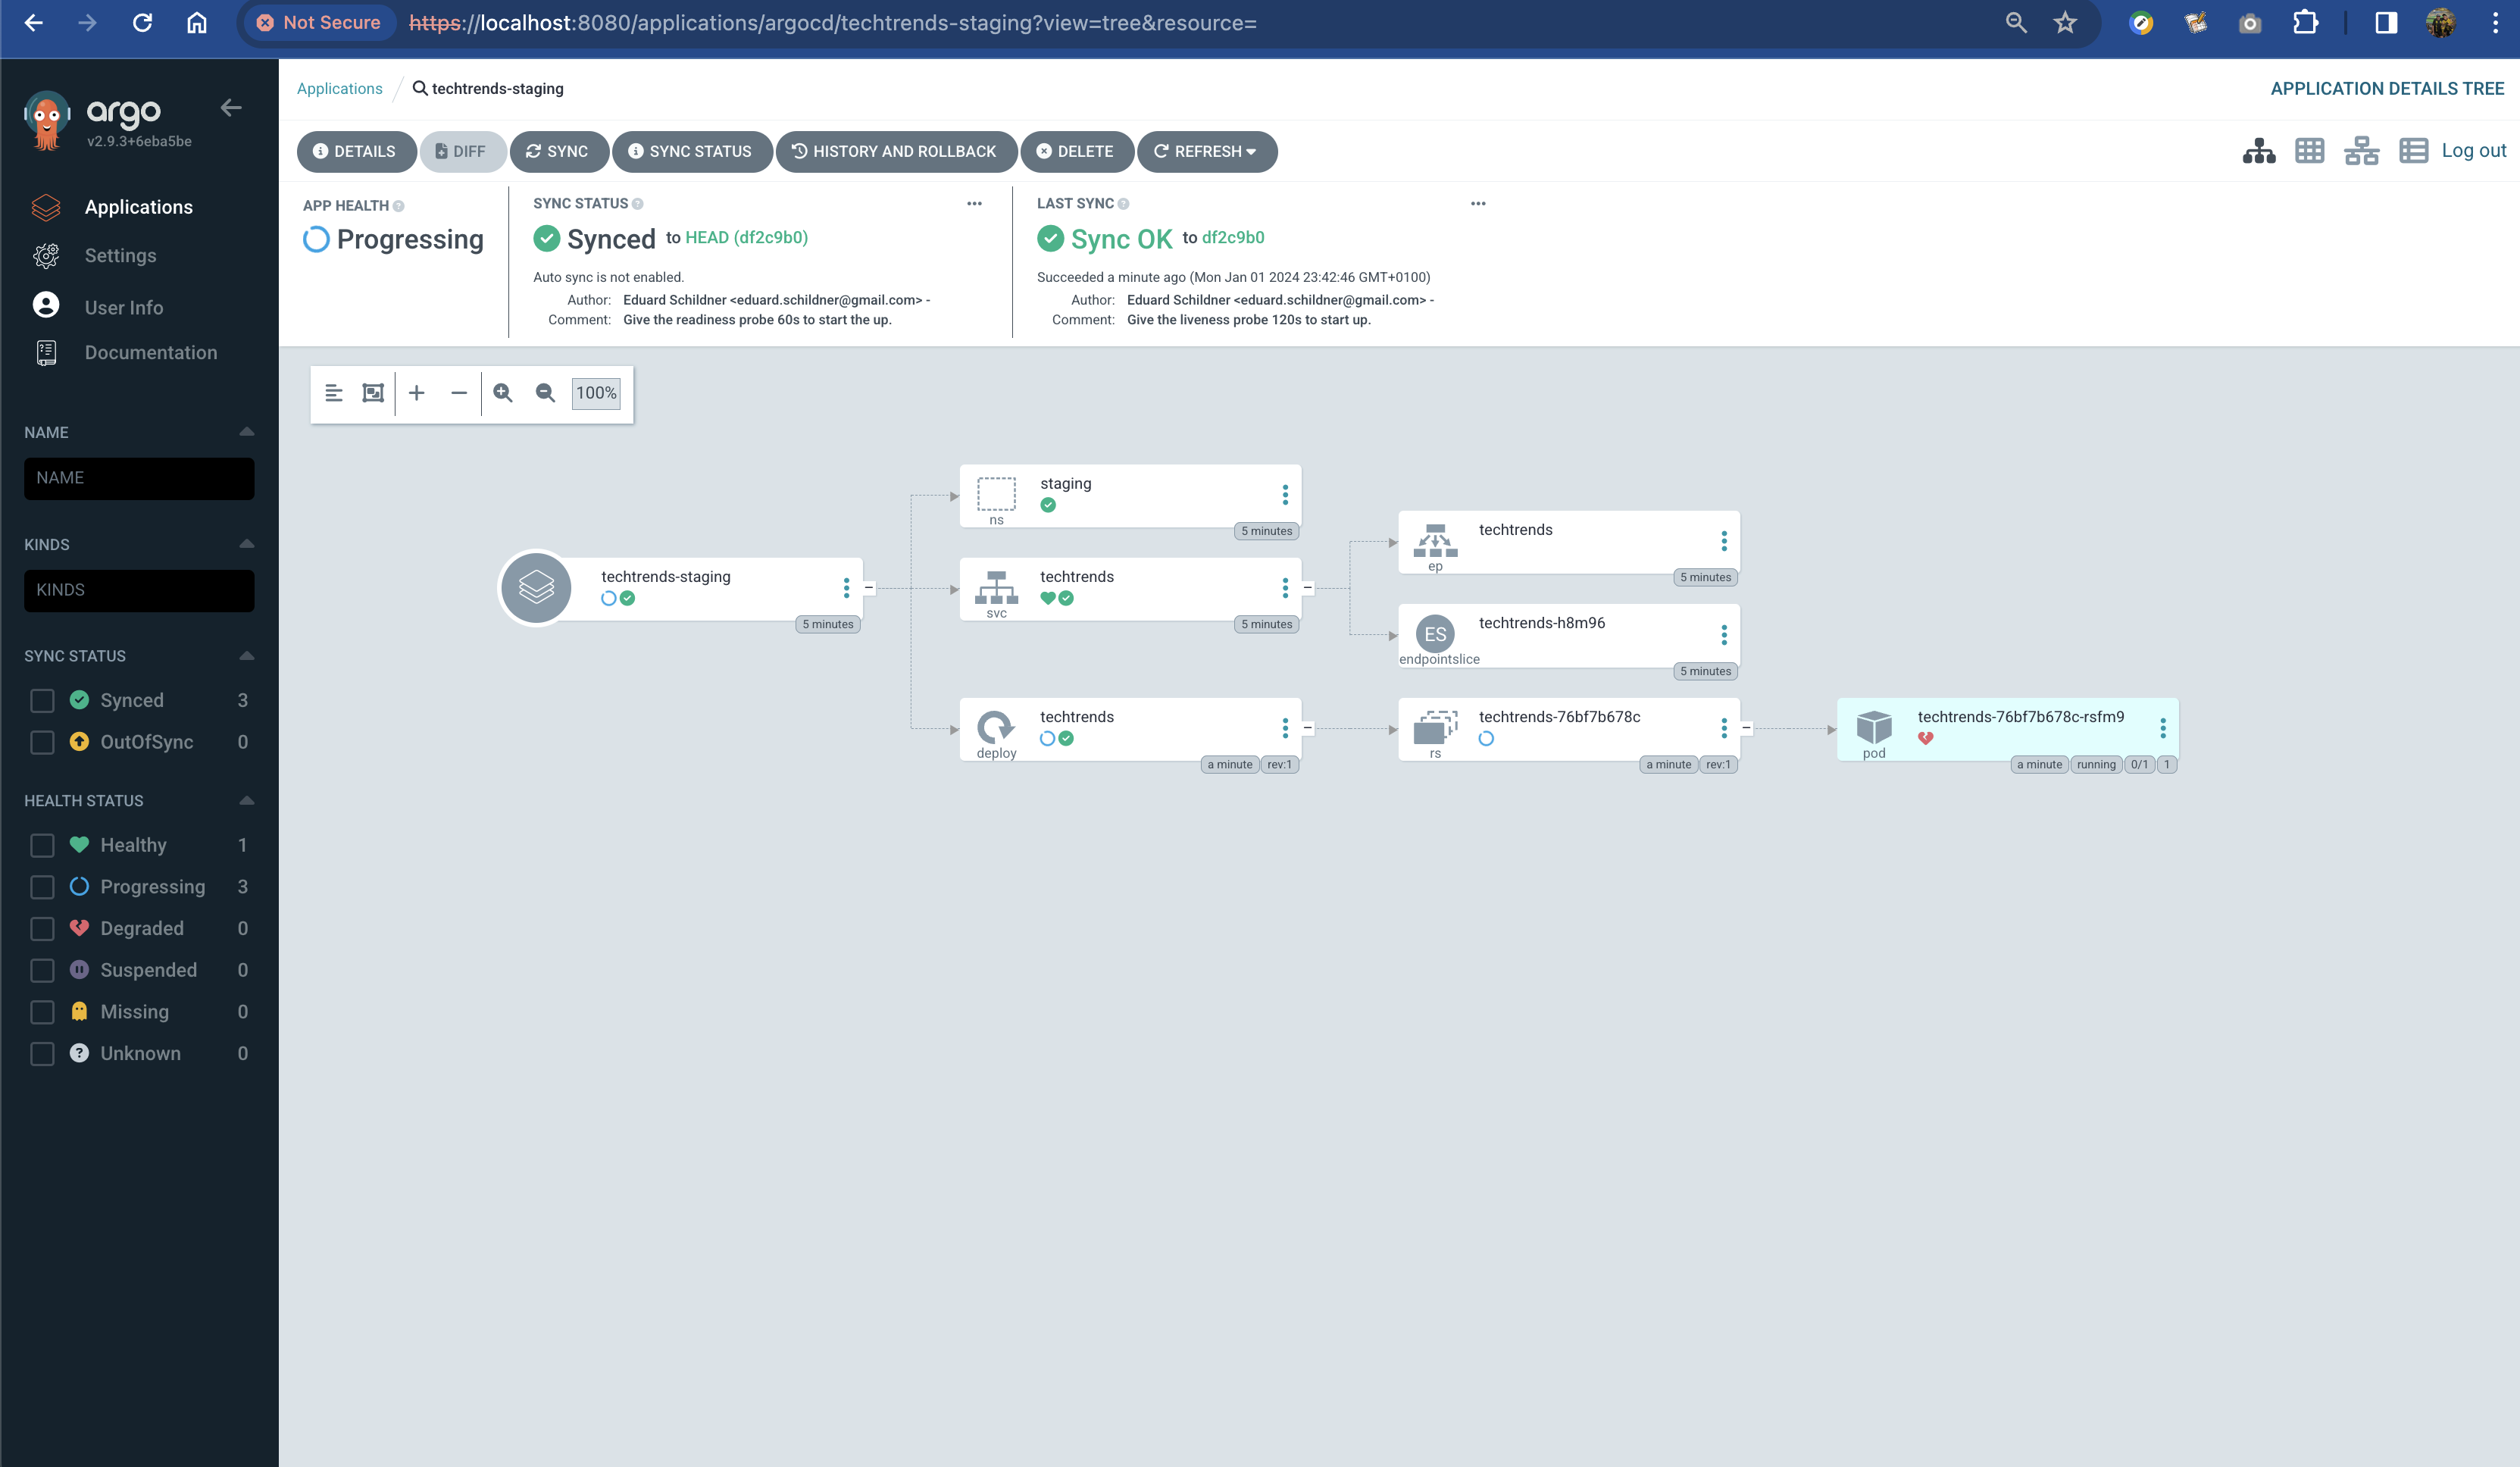 Not Secure https://localhost:8080/applications/argocd/techtrends-staging?view=tree&resource=
argo
v2.9.3+6eba5be
Applications
Settings
User Info
Documentation
NAME
NAME
KINDS
KINDS
SYNC STATUS
Synced 3
OutOfSync 0
HEALTH STATUS
Healthy 1
Progressing 3
Degraded 0
Suspended 0
Missing 0
Unknown 0
Applications / techtrends-staging
APPLICATION DETAILS TREE
DETAILS DIFF SYNC SYNC STATUS HISTORY AND ROLLBACK DELETE REFRESH
Log out
APP HEALTH
Progressing
SYNC STATUS
Synced to HEAD (df2c9b0)
Auto sync is not enabled.
Author: Eduard Schildner <eduard.schildner@gmail.com> -
Comment: Give the readiness probe 60s to start the up.
LAST SYNC
Sync OK to df2c9b0
Succeeded a minute ago (Mon Jan 01 2024 23:42:46 GMT+0100)
Author: Eduard Schildner <eduard.schildner@gmail.com> -
Comment: Give the liveness probe 120s to start up.
100%
techtrends-staging
5 minutes
staging
ns
5 minutes
techtrends
svc
5 minutes
techtrends
deploy
a minute rev:1
techtrends
ep
5 minutes
ES
techtrends-h8m96
endpointslice
5 minutes
techtrends-76bf7b678c
rs
a minute rev:1
techtrends-76bf7b678c-rsfm9
pod
a minute running 0/1 1